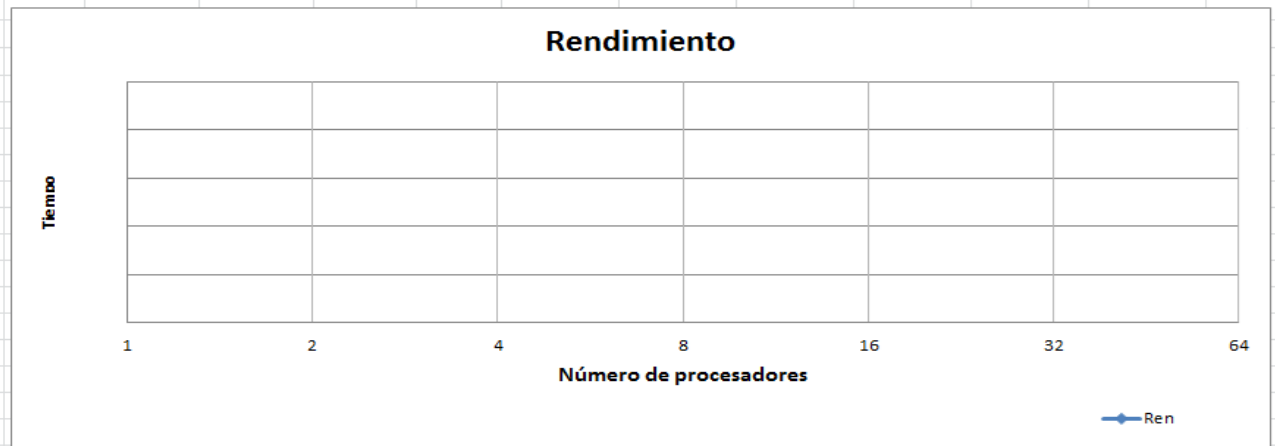 Rendimiento
Tiempo
1 2 4 8 16 32 64
Número de procesadores
Ren